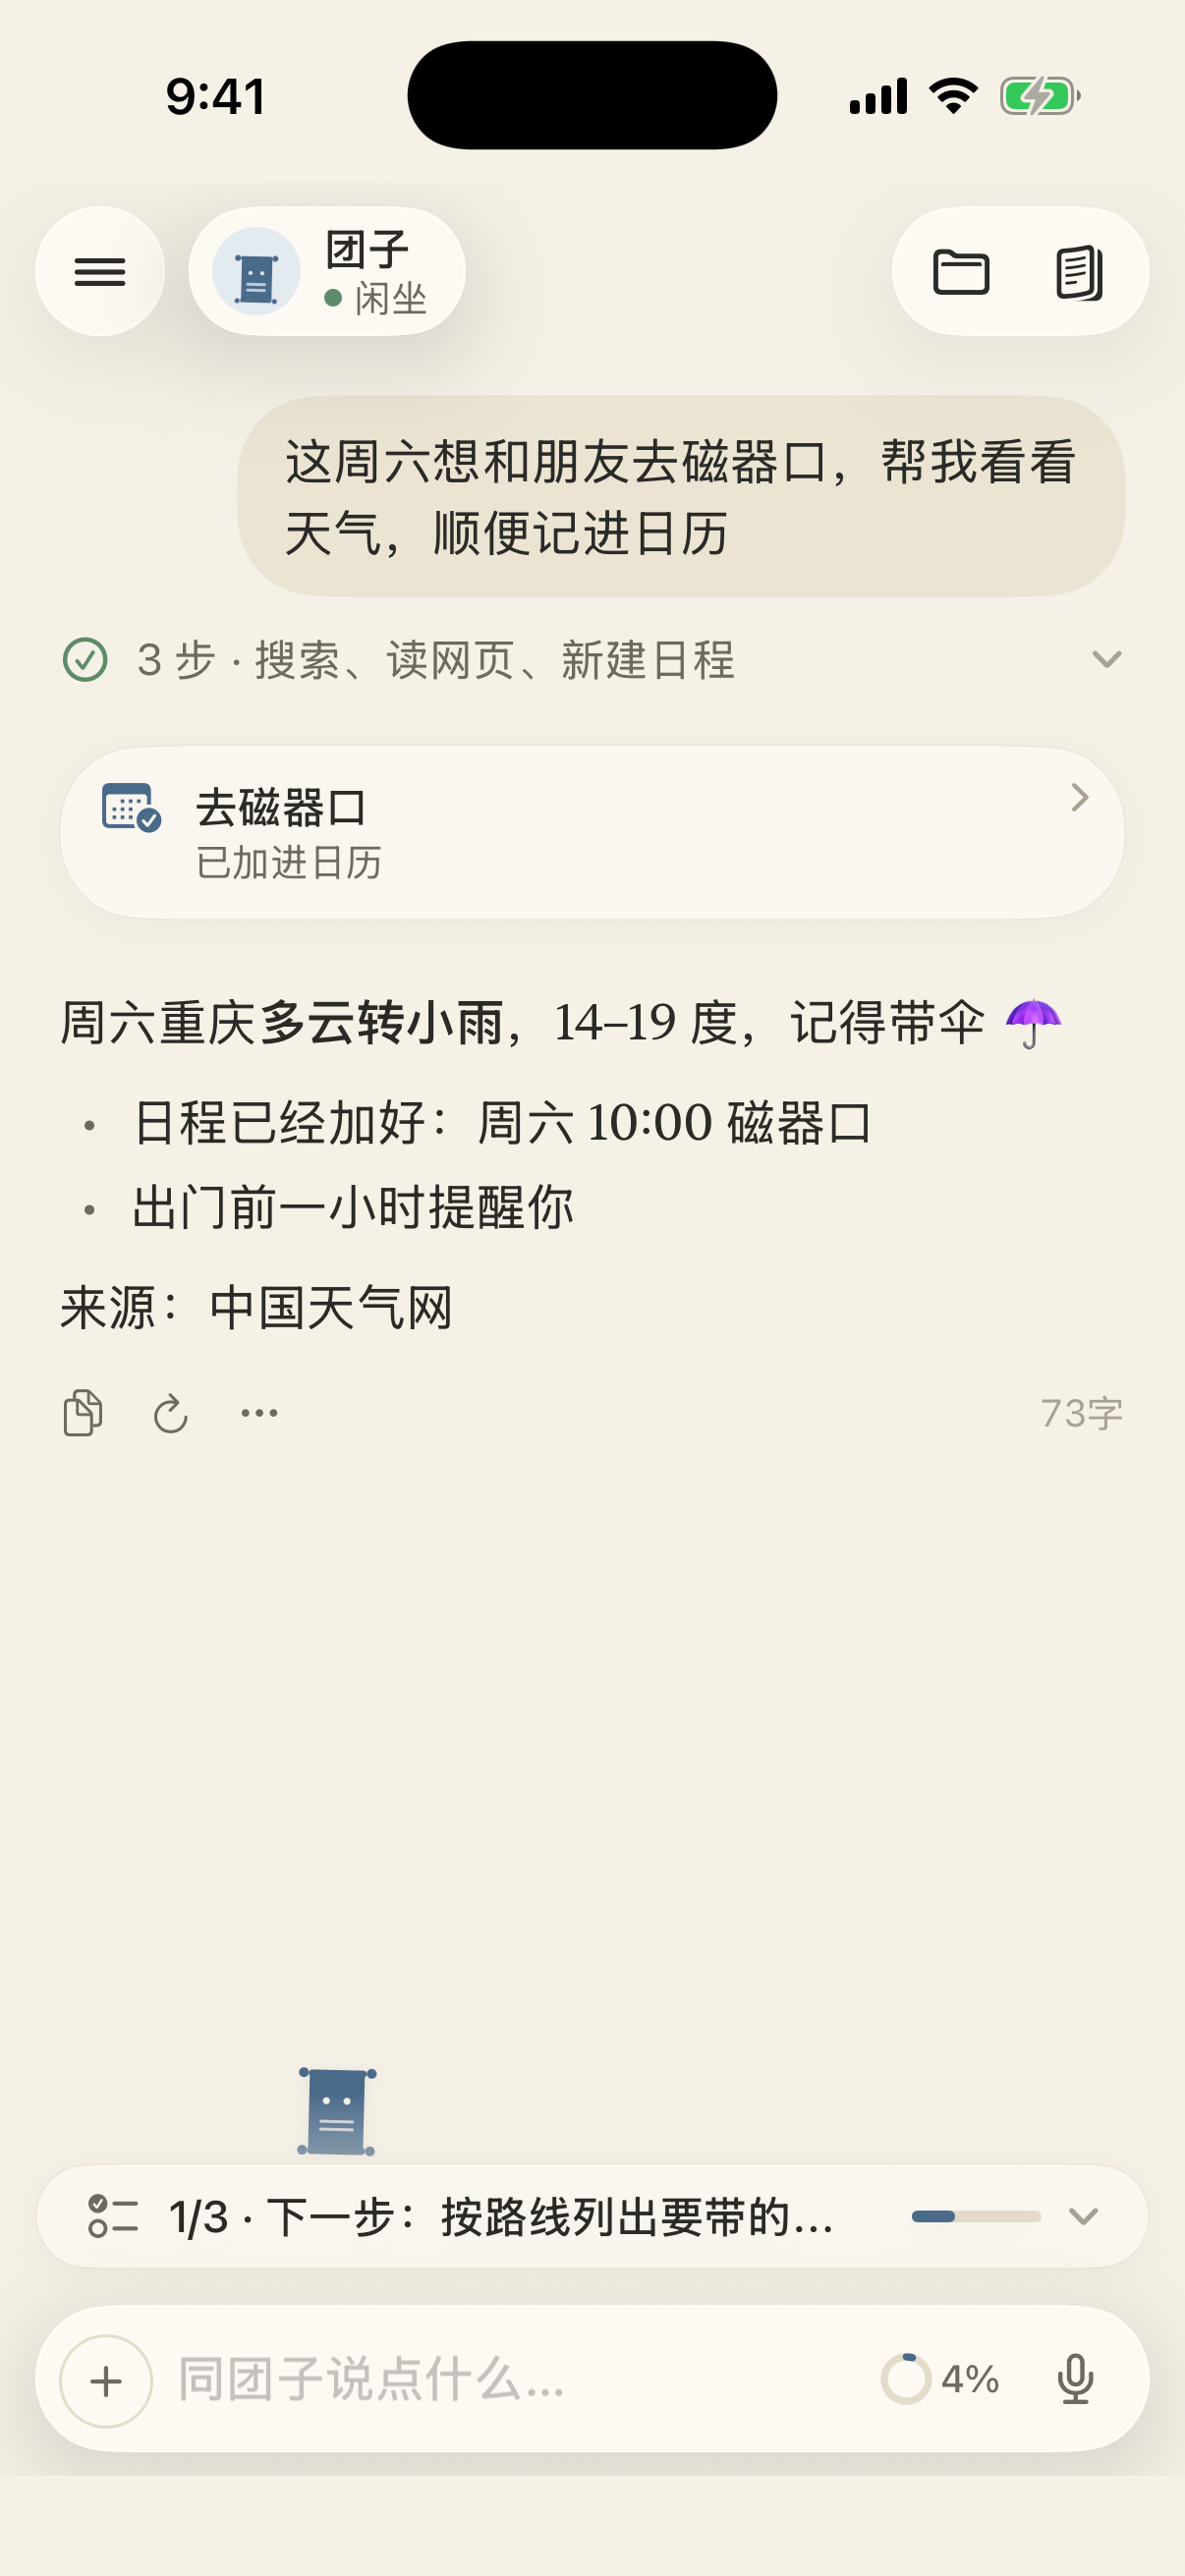 9:41
团子
闲坐
这周六想和朋友去磁器口，帮我看看
天气，顺便记进日历
3 步 · 搜索、读网页、新建日程
去磁器口
已加进日历
周六重庆多云转小雨，14–19 度，记得带伞 ☂️
• 日程已经加好：周六 10:00 磁器口
• 出门前一小时提醒你
来源：中国天气网
73字
1/3 · 下一步：按路线列出要带的...
同团子说点什么...
4%